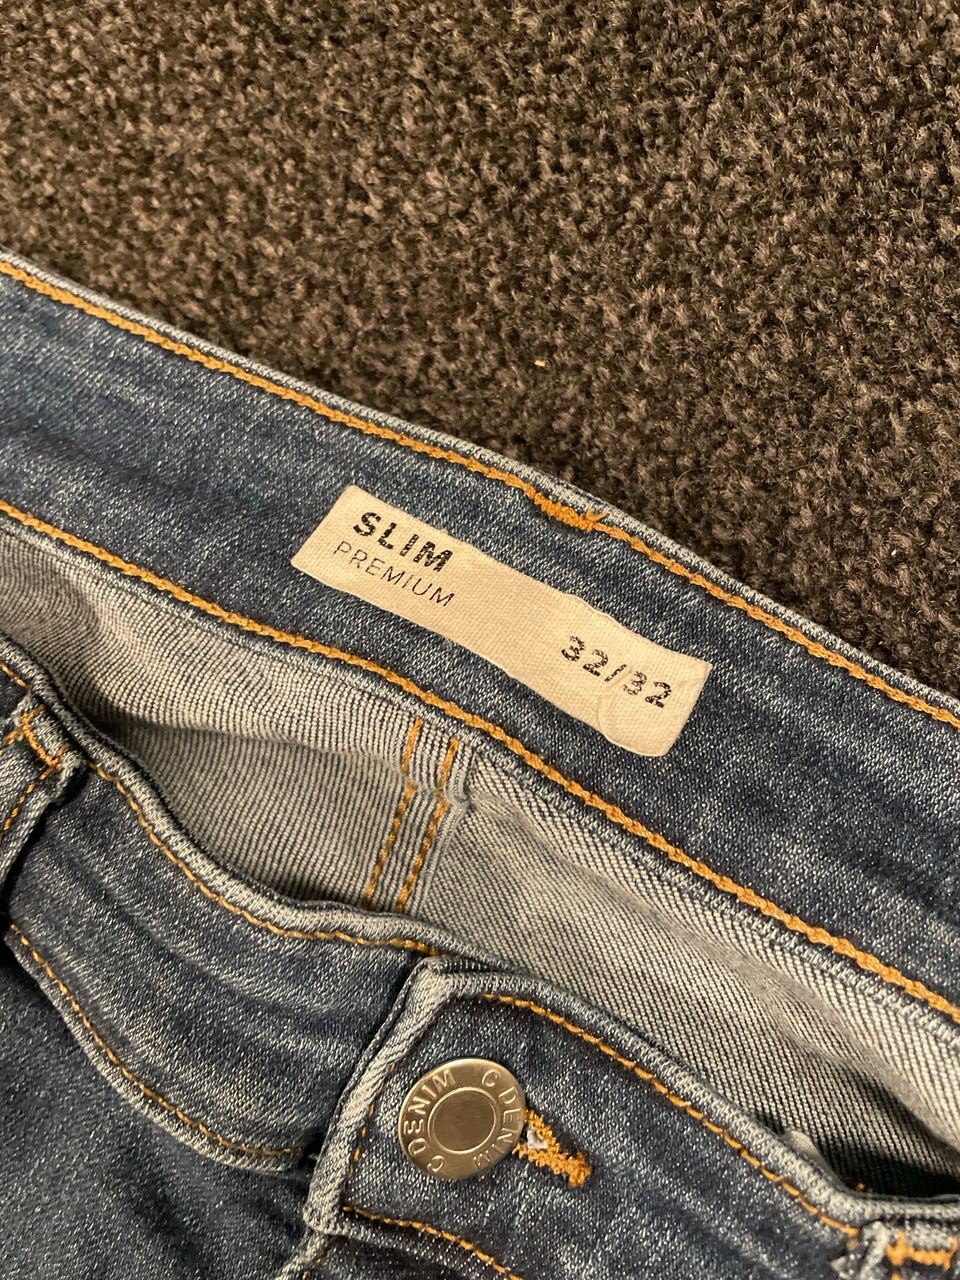 SLIM
PREMIUM
32/32
C DENIM C DENIM